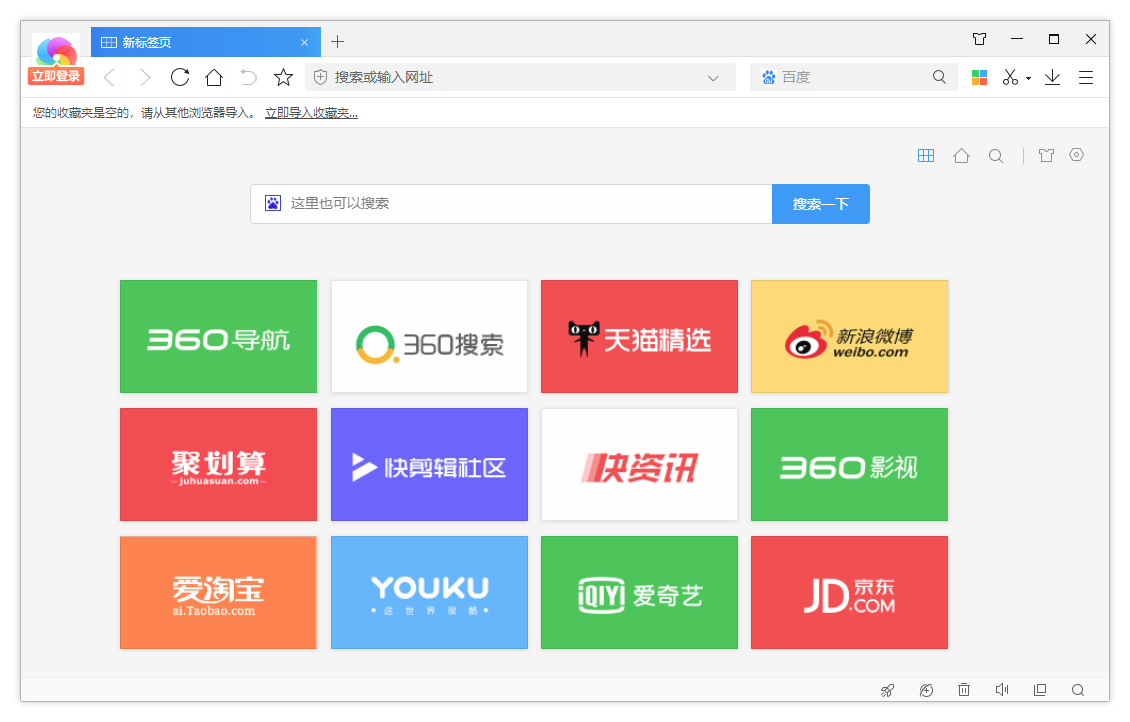 新标签页
立即登录
搜索或输入网址
百度
您的收藏夹是空的，请从其他浏览器导入。 立即导入收藏夹...
这里也可以搜索
搜索一下
360导航
360搜索
天猫精选
新浪微博
weibo.com
聚划算
juhuasuan.com
快剪辑社区
快资讯
360影视
爱淘宝
ai.Taobao.com
YOUKU
这世界很酷
iQIYI 爱奇艺
JD京东
.COM